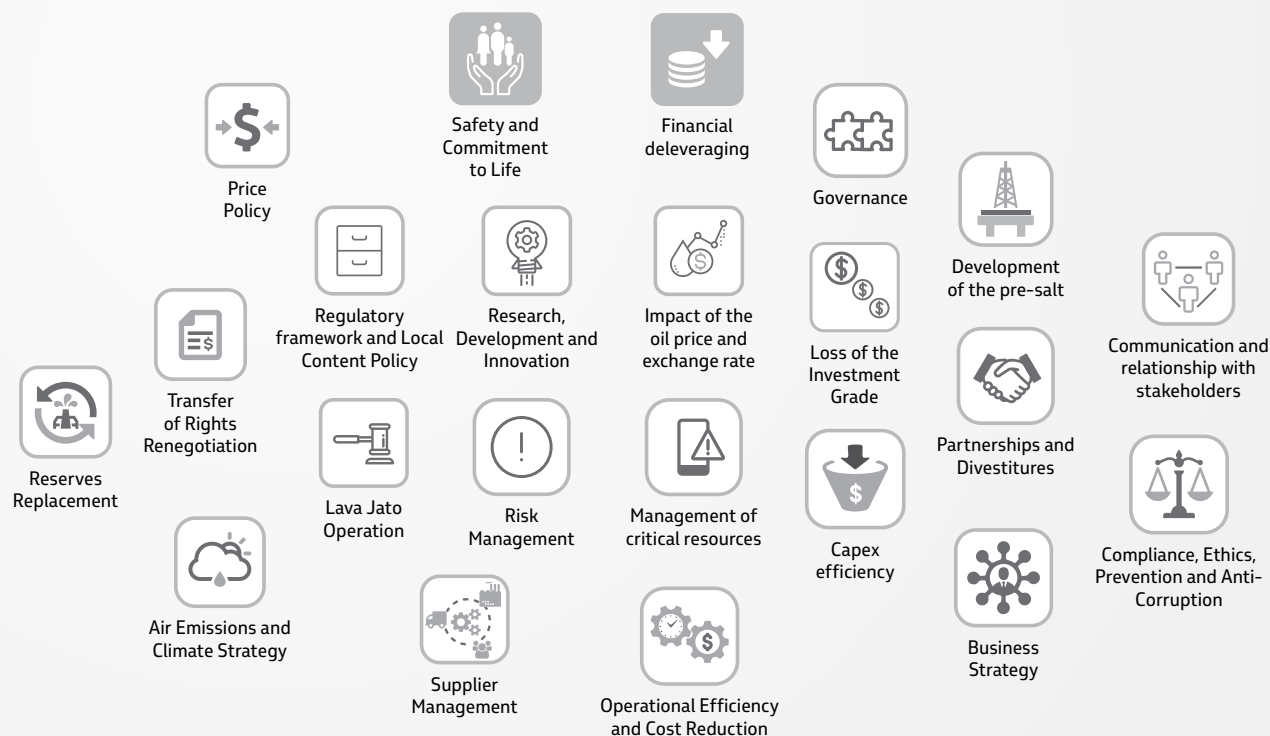 Safety and
Commitment
to Life
Financial
deleveraging
Price
Policy
Governance
Development
of the pre-salt
Regulatory
framework and Local
Content Policy
Research,
Development and
Innovation
Impact of the
oil price and
exchange rate
Loss of the
Investment
Grade
Communication and
relationship with
stakeholders
Transfer
of Rights
Renegotiation
Reserves
Replacement
Lava Jato
Operation
Risk
Management
Management of
critical resources
Capex
efficiency
Partnerships and
Divestitures
Compliance, Ethics,
Prevention and Anti-
Corruption
Air Emissions and
Climate Strategy
Supplier
Management
Operational Efficiency
and Cost Reduction
Business
Strategy